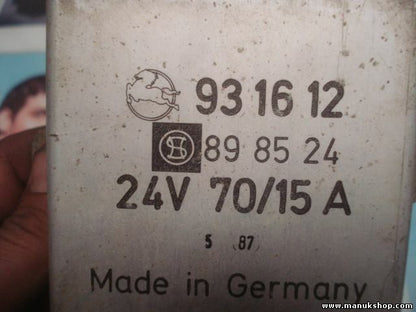 93 16 12
89 85 24
24V 70/15 A
5 (87)
Made in Germany
www.manukshop.com